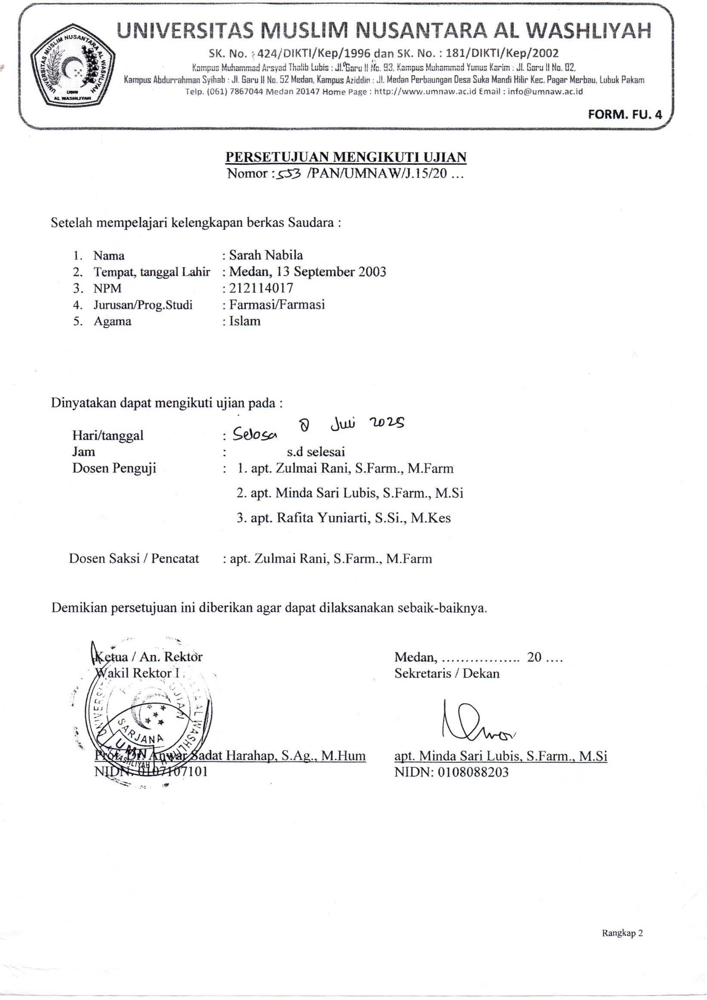 UNIVERSITAS MUSLIM NUSANTARA AL WASHLIYAH
UNIVERSITAS MUSLIM NUSANTARA AL WASHLIYAH
UMN
AL WASHLIYAH
SK. No. : 424/DIKTI/Kep/1996 dan SK. No. : 181/DIKTI/Kep/2002
Kampus Muhammad Arsyad Thalib Lubis : Jl. Garu II No. 93, Kampus Muhammad Yunus Karim : Jl. Garu II No. 02,
Kampus Abdurrahman Syihab : Jl. Garu II No. 52 Medan, Kampus Aziddin : Jl. Medan Perbaungan Desa Suka Mandi Hilir Kec. Pagar Merbau, Lubuk Pakam
Telp. (061) 7867044 Medan 20147 Home Page : http://www.umnaw.ac.id Email : info@umnaw.ac.id
FORM. FU. 4
PERSETUJUAN MENGIKUTI UJIAN
Nomor : 553 /PAN/UMNAW/J.15/20 ...
Setelah mempelajari kelengkapan berkas Saudara :
1. Nama : Sarah Nabila
2. Tempat, tanggal Lahir : Medan, 13 September 2003
3. NPM : 212114017
4. Jurusan/Prog.Studi : Farmasi/Farmasi
5. Agama : Islam
Dinyatakan dapat mengikuti ujian pada :
Hari/tanggal : Selasa 8 Juli 2025
Jam : s.d selesai
Dosen Penguji : 1. apt. Zulmai Rani, S.Farm., M.Farm
2. apt. Minda Sari Lubis, S.Farm., M.Si
3. apt. Rafita Yuniarti, S.Si., M.Kes
Dosen Saksi / Pencatat : apt. Zulmai Rani, S.Farm., M.Farm
Demikian persetujuan ini diberikan agar dapat dilaksanakan sebaik-baiknya.
Ketua / An. Rektor
Wakil Rektor I
Medan, .................. 20 ....
Sekretaris / Dekan
UJIAN
SARJANA
UMN
AL WASHLIYAH
Prof. Dr. Anwar Sadat Harahap, S.Ag., M.Hum
NIDN. 0107107101
apt. Minda Sari Lubis, S.Farm., M.Si
NIDN: 0108088203
Rangkap 2